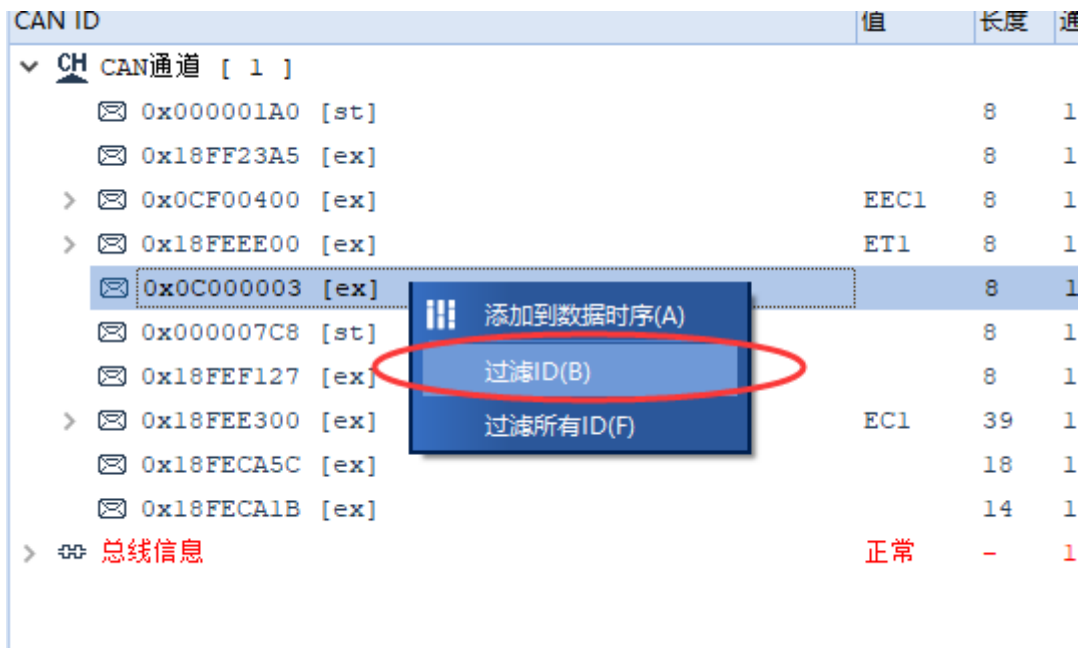 CAN ID 值 长度 通
CH CAN通道 [ 1 ]
0x000001A0 [st] 8 1
0x18FF23A5 [ex] 8 1
0x0CF00400 [ex] EEC1 8 1
0x18FEEE00 [ex] ET1 8 1
0x0C000003 [ex] 8 1
添加到数据时序(A)
0x000007C8 [st] 8 1
过滤ID(B)
0x18FEF127 [ex] 8 1
0x18FEE300 [ex] EC1 39 1
过滤所有ID(F)
0x18FECA5C [ex] 18 1
0x18FECA1B [ex] 14 1
总线信息 正常 – 1